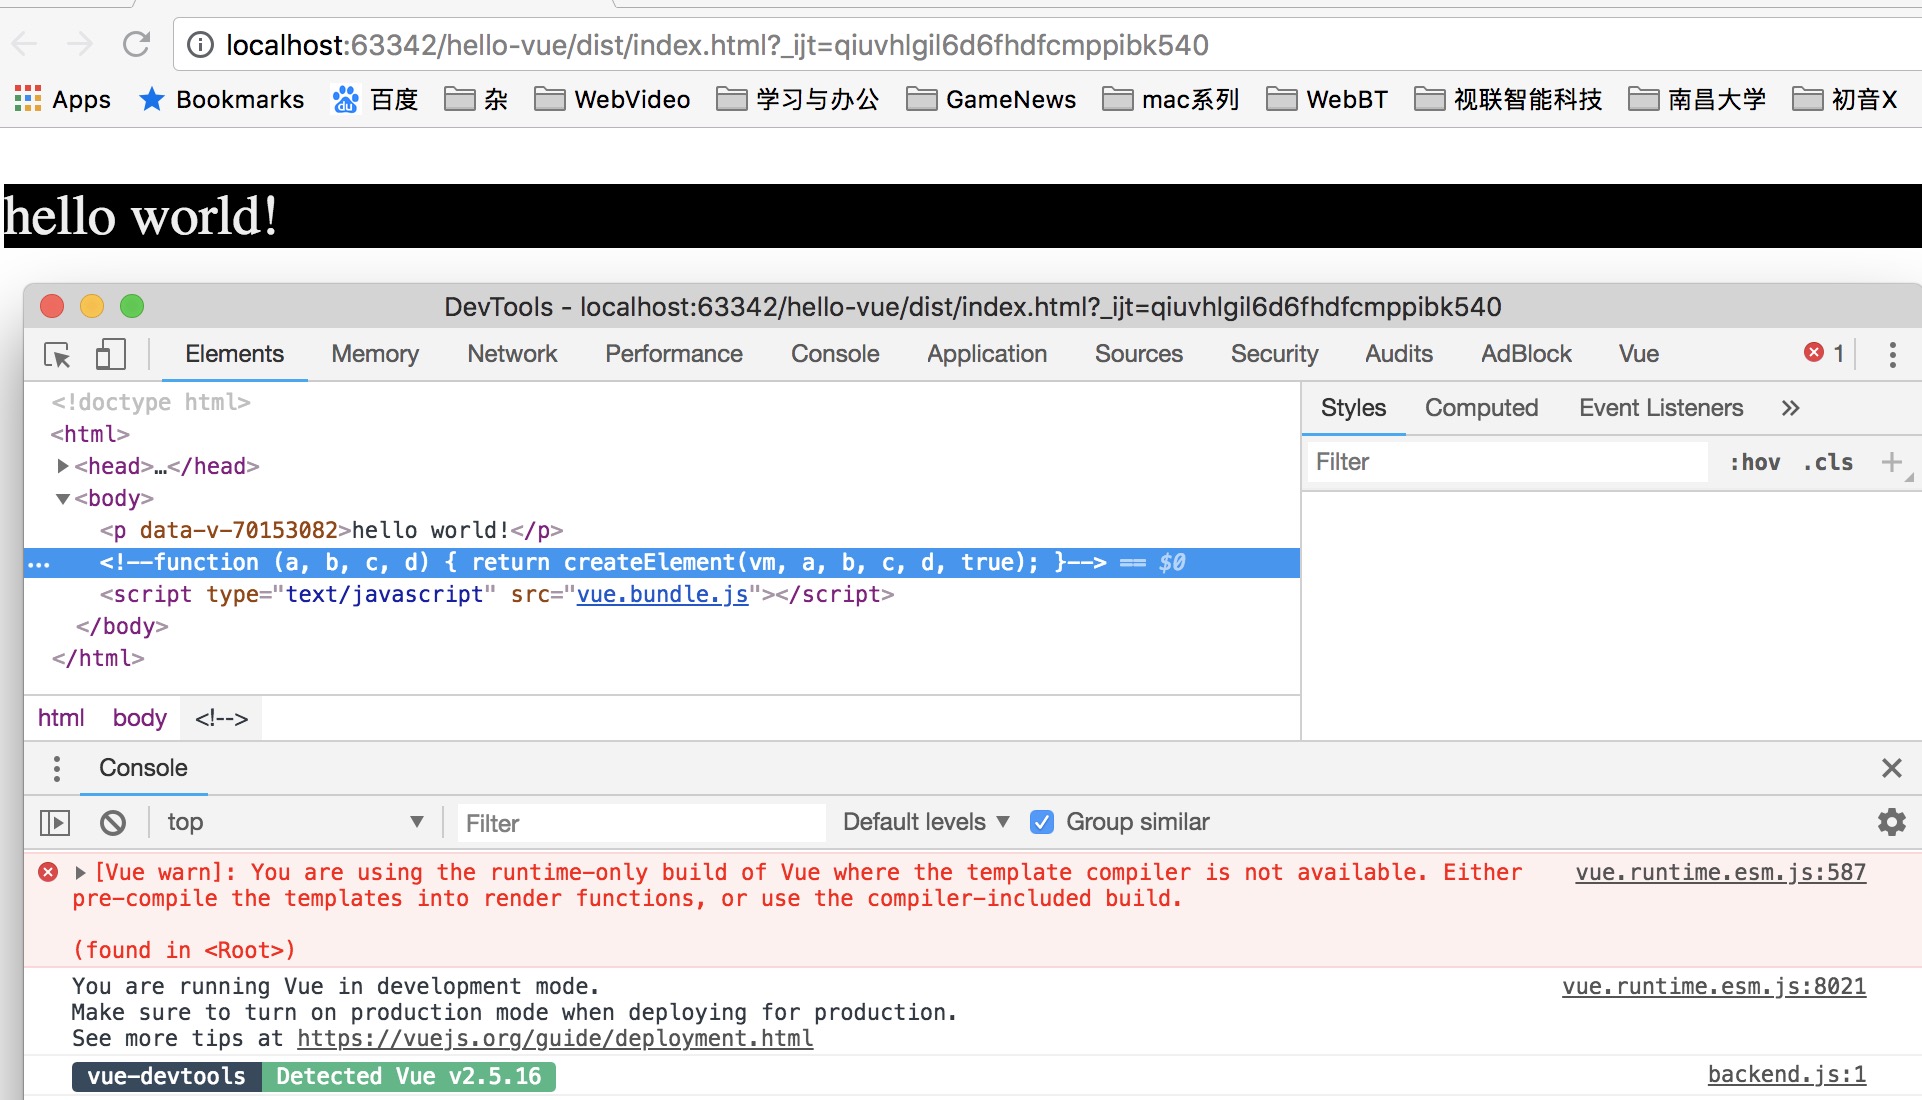 localhost:63342/hello-vue/dist/index.html?_ijt=qiuvhlgil6d6fhdfcmppibk540
Apps Bookmarks 百度 杂 WebVideo 学习与办公 GameNews mac系列 WebBT 视联智能科技 南昌大学 初音X
hello world!
DevTools - localhost:63342/hello-vue/dist/index.html?_ijt=qiuvhlgil6d6fhdfcmppibk540
Elements Memory Network Performance Console Application Sources Security Audits AdBlock Vue 1
<!doctype html>
<html>
<head>…</head>
<body>
<p data-v-70153082>hello world!</p>
... <!--function (a, b, c, d) { return createElement(vm, a, b, c, d, true); }--> == $0
<script type="text/javascript" src="vue.bundle.js"></script>
</body>
</html>
html body <!-->
Styles Computed Event Listeners »
Filter :hov .cls +
Console
top Filter Default levels Group similar
[Vue warn]: You are using the runtime-only build of Vue where the template compiler is not available. Either vue.runtime.esm.js:587
pre-compile the templates into render functions, or use the compiler-included build.
(found in <Root>)
You are running Vue in development mode. vue.runtime.esm.js:8021
Make sure to turn on production mode when deploying for production.
See more tips at https://vuejs.org/guide/deployment.html
vue-devtools Detected Vue v2.5.16 backend.js:1